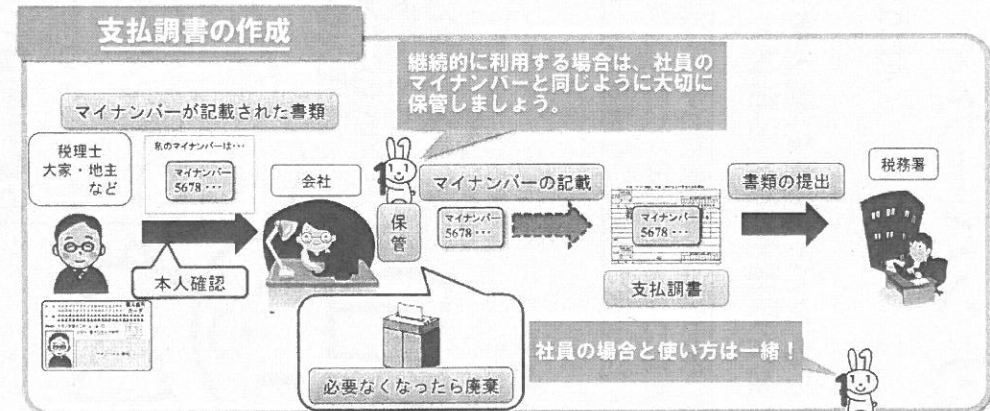 支払調書の作成
継続的に利用する場合は、社員の
マイナンバーと同じように大切に
保管しましょう。
マイナンバーが記載された書類
税理士
大家・地主
など
私のマイナンバーは・・・
マイナンバー
5678・・・
会社
本人確認
保
管
マイナンバーの記載
マイナンバー
5678・・・
マイナンバー
5678・・・
支払調書
書類の提出
税務署
必要なくなったら廃棄
社員の場合と使い方は一緒！